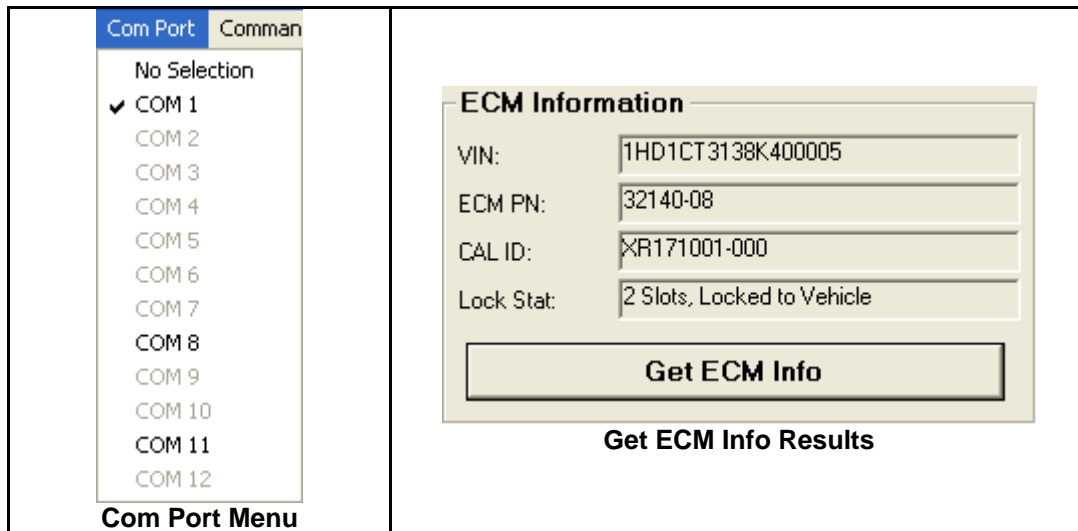 Com Port Comman
No Selection
COM 1
COM 2
COM 3
COM 4
COM 5
COM 6
COM 7
COM 8
COM 9
COM 10
COM 11
COM 12
Com Port Menu
ECM Information
VIN: 1HD1CT3138K400005
ECM PN: 32140-08
CAL ID: XR171001-000
Lock Stat: 2 Slots, Locked to Vehicle
Get ECM Info
Get ECM Info Results